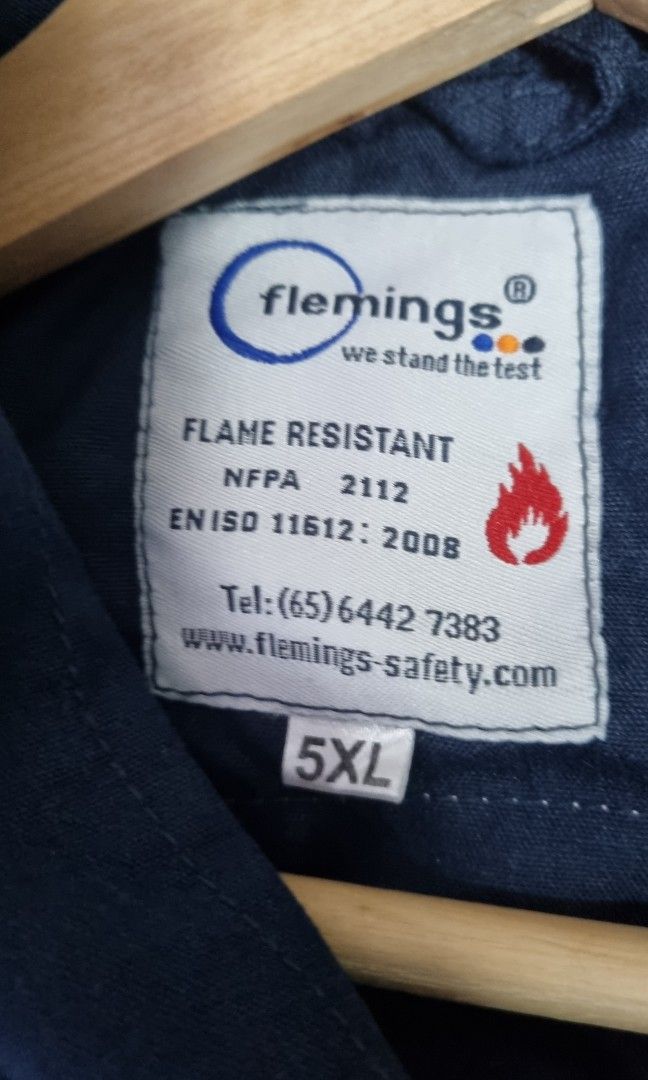 flemings®
we stand the test
FLAME RESISTANT
NFPA 2112
EN ISO 11612: 2008
Tel:(65)6442 7383
www.flemings-safety.com
5XL